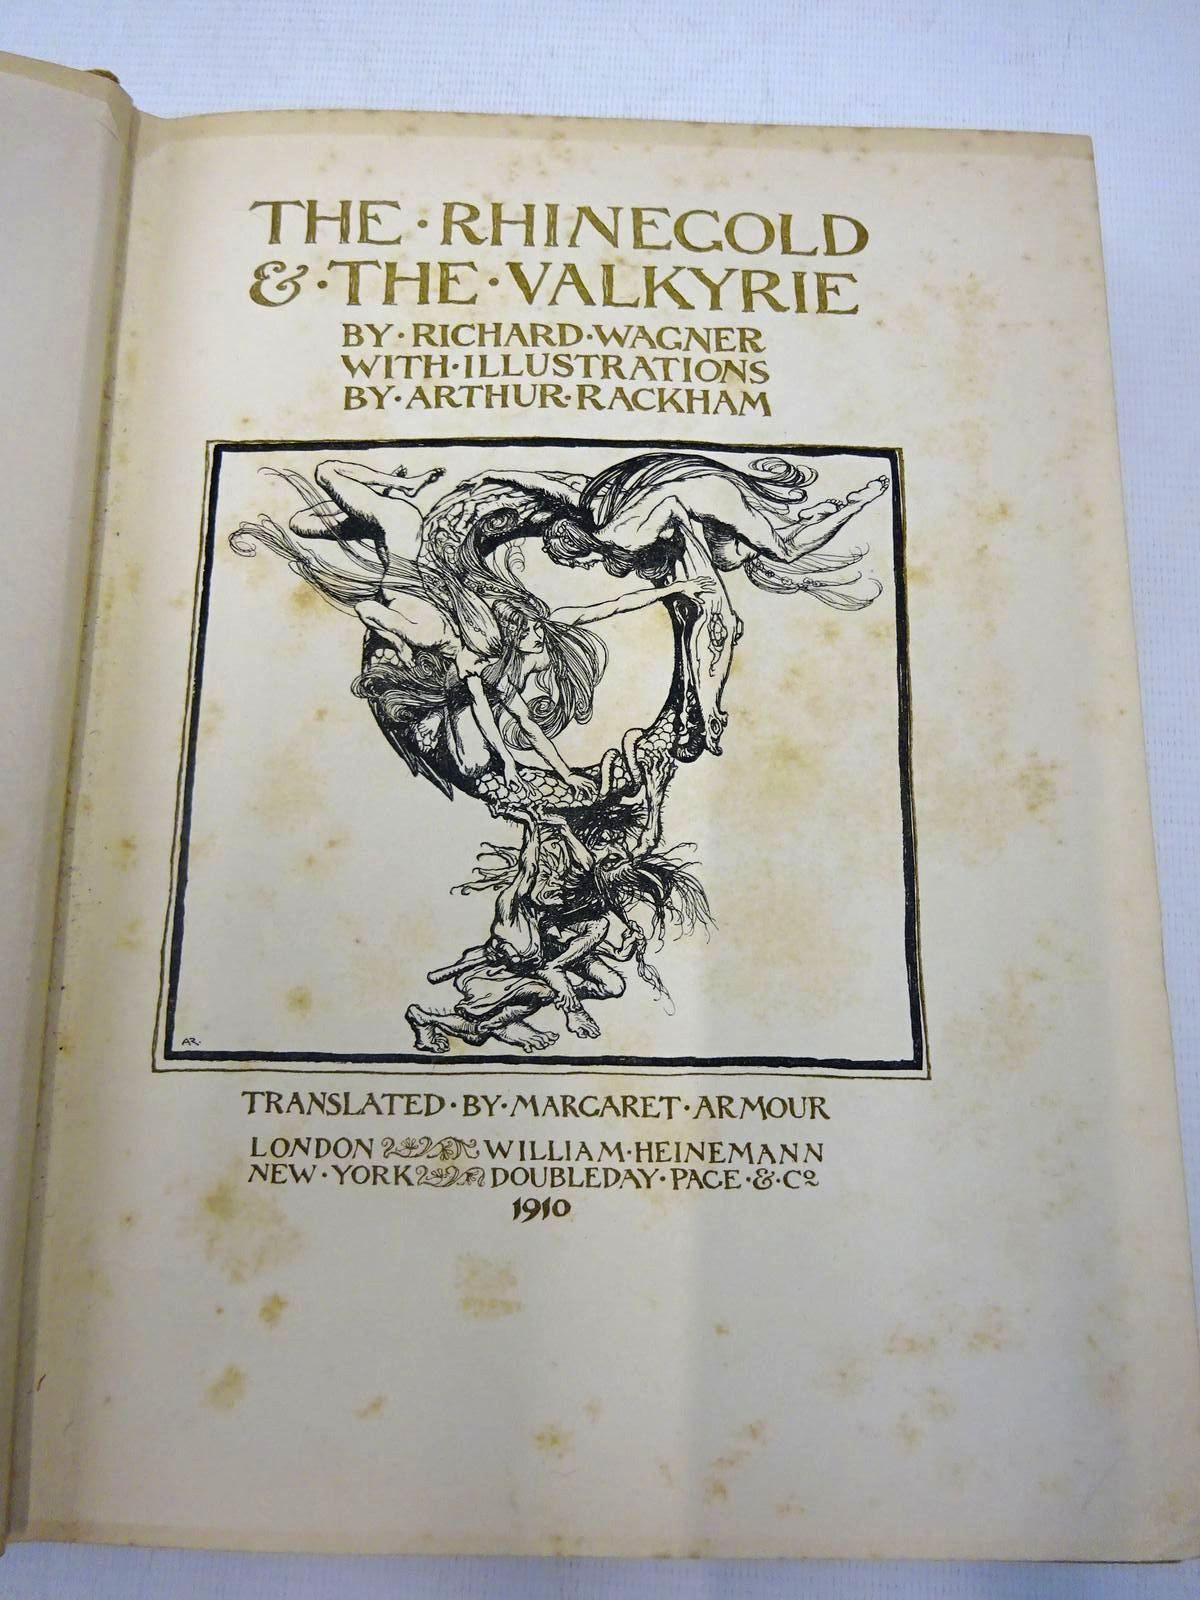 THE·RHINEGOLD
&·THE·VALKYRIE
BY·RICHARD·WAGNER
WITH·ILLUSTRATIONS
BY·ARTHUR·RACKHAM
AR.
TRANSLATED·BY·MARGARET·ARMOUR
LONDON WILLIAM·HEINEMANN
NEW·YORK DOUBLEDAY·PAGE·&·Cº
1910